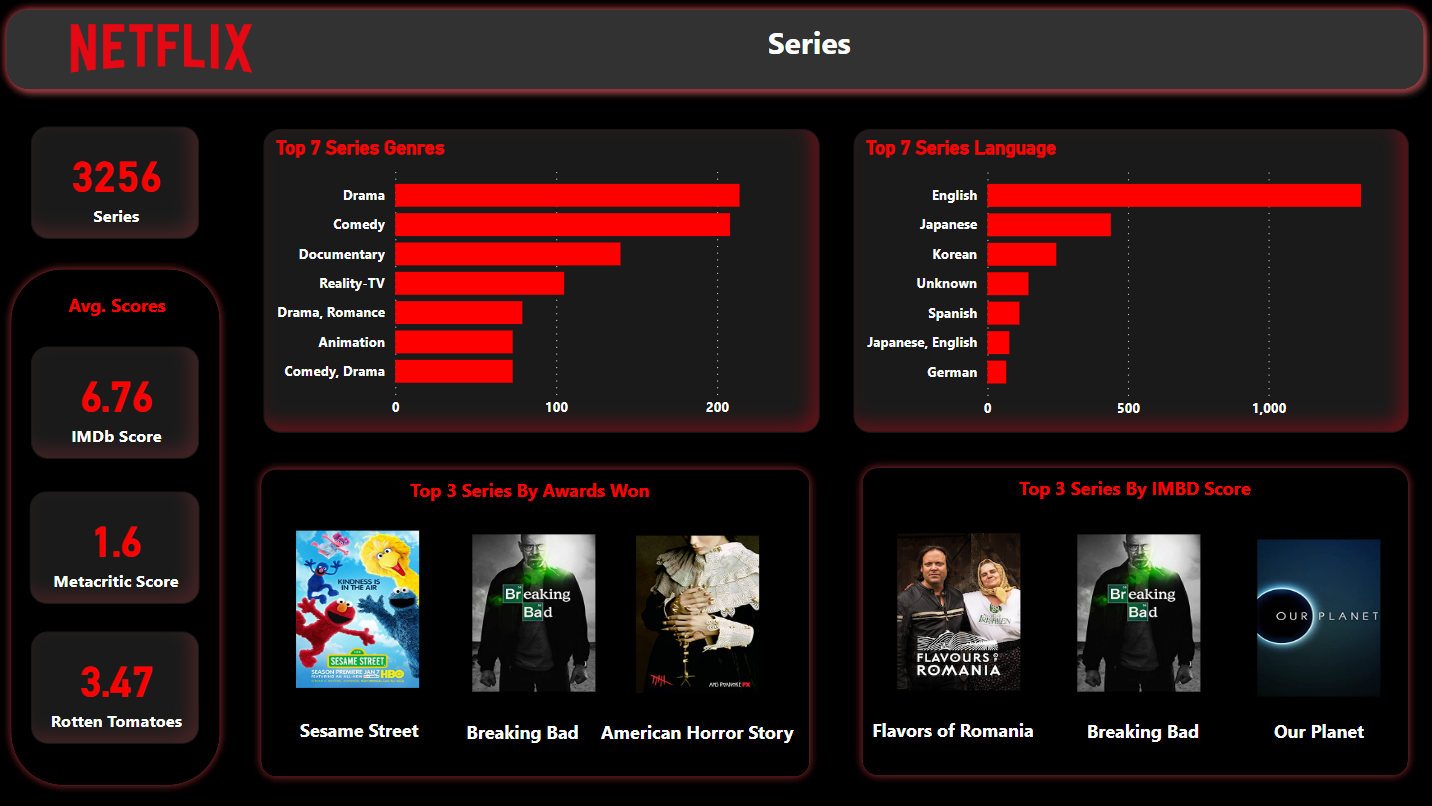 NETFLIX
Series
3256
Series
Avg. Scores
6.76
IMDb Score
1.6
Metacritic Score
3.47
Rotten Tomatoes
Top 7 Series Genres
Drama
Comedy
Documentary
Reality-TV
Drama, Romance
Animation
Comedy, Drama
0 100 200
Top 7 Series Language
English
Japanese
Korean
Unknown
Spanish
Japanese, English
German
0 500 1,000
Top 3 Series By Awards Won
KINDNESS IS
IN THE AIR
SESAME STREET
SEASON PREMIERE JAN 7 HBO
Breaking
Bad
FX
Sesame Street
Breaking Bad
American Horror Story
Top 3 Series By IMBD Score
FLAVOURS OF
ROMANIA
Breaking
Bad
OUR PLANET
Flavors of Romania
Breaking Bad
Our Planet